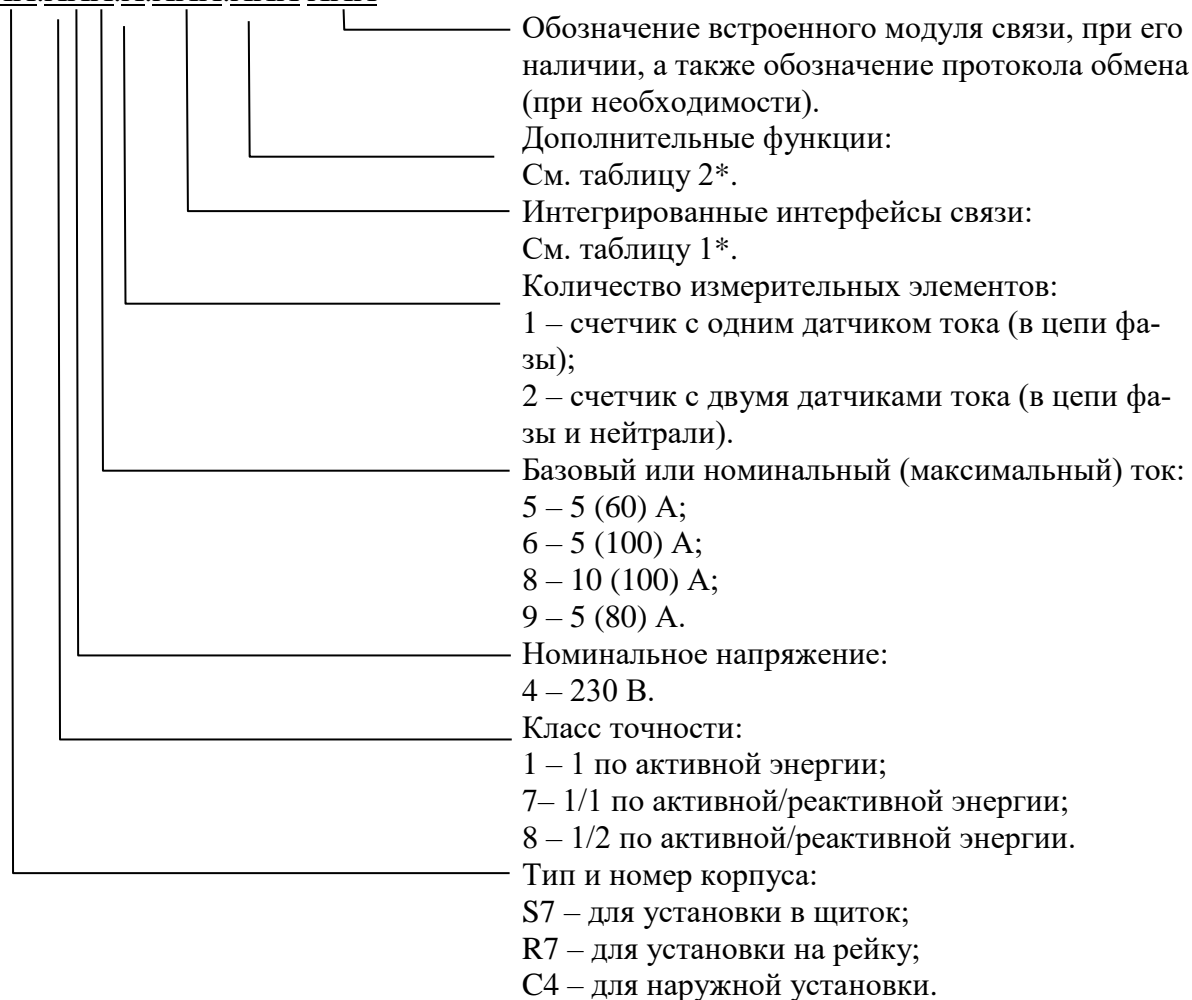 Обозначение встроенного модуля связи, при его
наличии, а также обозначение протокола обмена
(при необходимости).
Дополнительные функции:
См. таблицу 2*.
Интегрированные интерфейсы связи:
См. таблицу 1*.
Количество измерительных элементов:
1 – счетчик с одним датчиком тока (в цепи фа-
зы);
2 – счетчик с двумя датчиками тока (в цепи фа-
зы и нейтрали).
Базовый или номинальный (максимальный) ток:
5 – 5 (60) А;
6 – 5 (100) А;
8 – 10 (100) А;
9 – 5 (80) А.
Номинальное напряжение:
4 – 230 В.
Класс точности:
1 – 1 по активной энергии;
7– 1/1 по активной/реактивной энергии;
8 – 1/2 по активной/реактивной энергии.
Тип и номер корпуса:
S7 – для установки в щиток;
R7 – для установки на рейку;
C4 – для наружной установки.